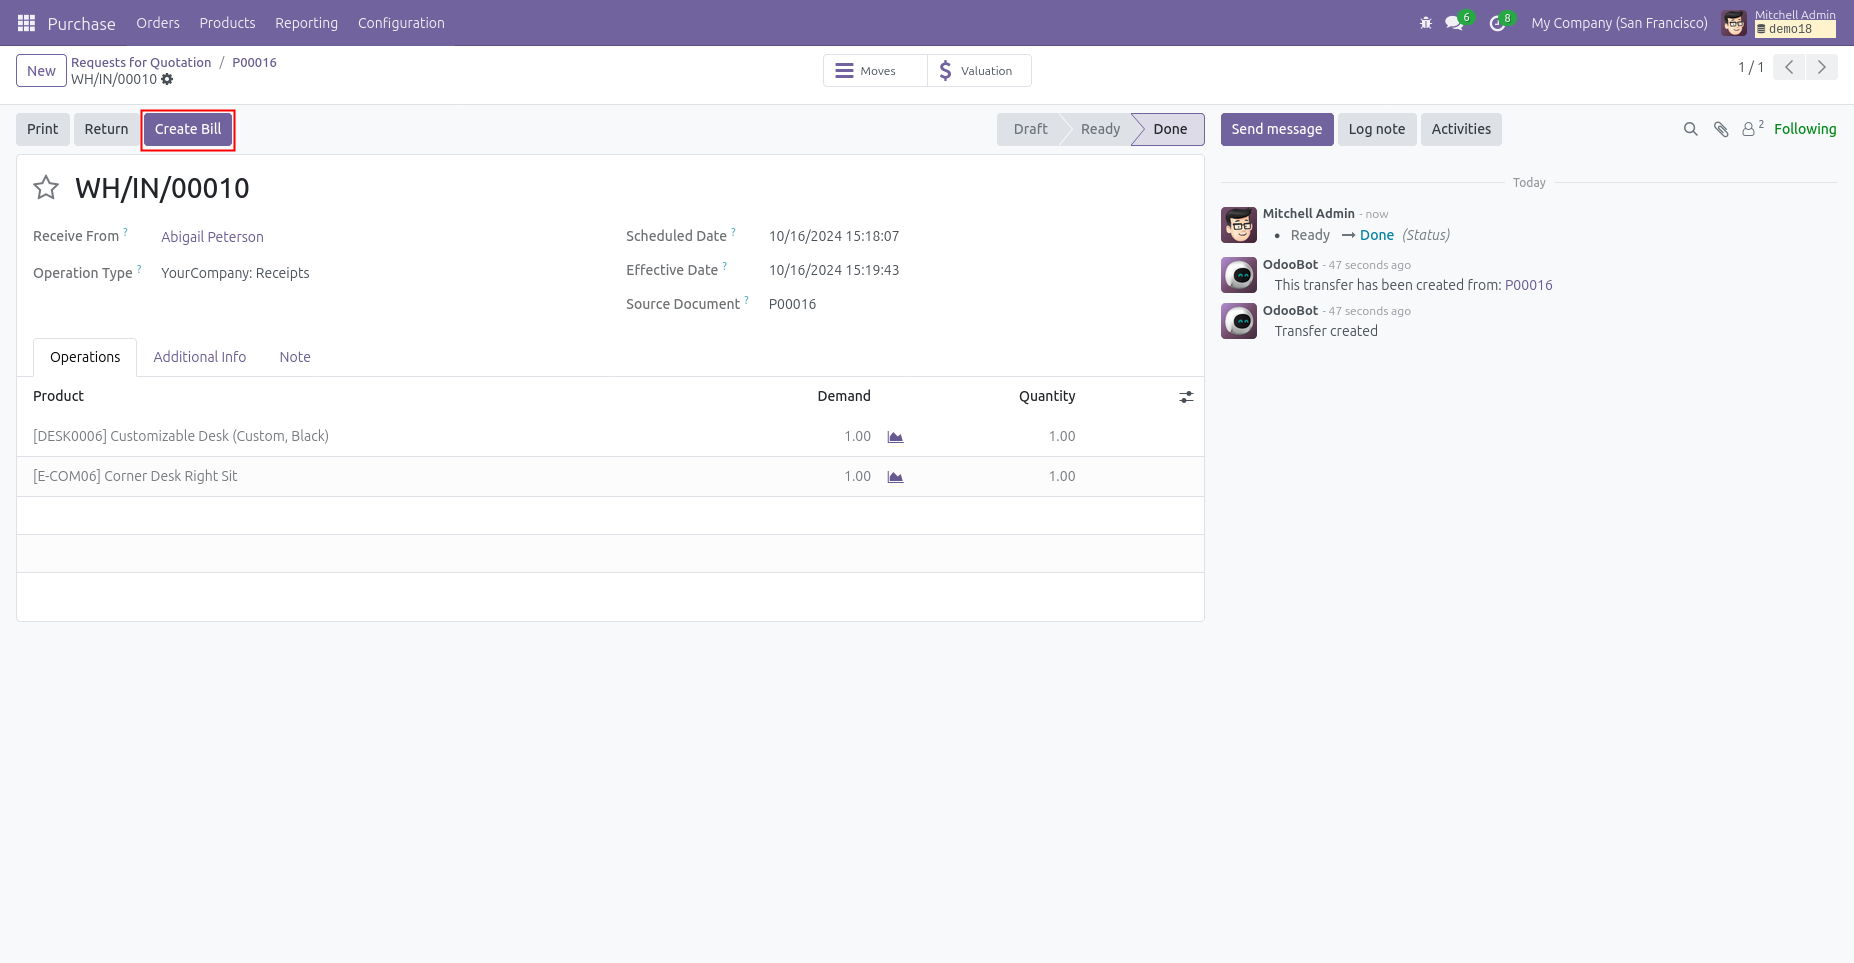 Purchase Orders Products Reporting Configuration 6 8 My Company (San Francisco) Mitchell Admin
demo18
New Requests for Quotation / P00016
WH/IN/00010
Moves Valuation 1 / 1
Print Return Create Bill Draft Ready Done Send message Log note Activities 2 Following
WH/IN/00010
Receive From ? Abigail Peterson
Operation Type ? YourCompany: Receipts
Scheduled Date ? 10/16/2024 15:18:07
Effective Date ? 10/16/2024 15:19:43
Source Document ? P00016
Operations Additional Info Note
Product Demand Quantity
[DESK0006] Customizable Desk (Custom, Black) 1.00 1.00
[E-COM06] Corner Desk Right Sit 1.00 1.00
Today
Mitchell Admin - now
• Ready → Done (Status)
OdooBot - 47 seconds ago
This transfer has been created from: P00016
OdooBot - 47 seconds ago
Transfer created